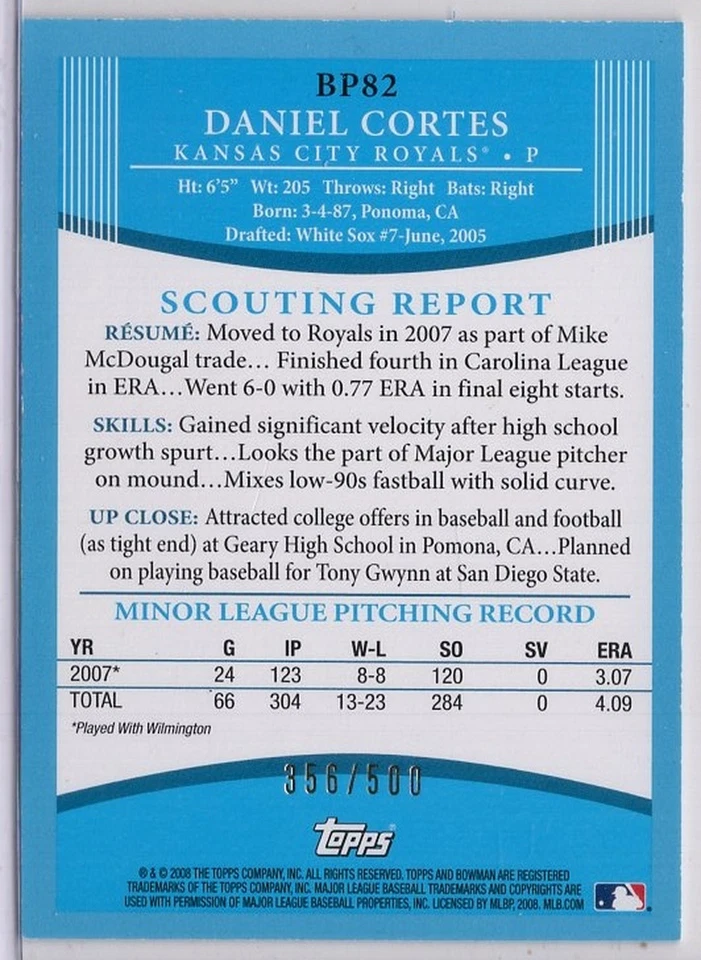 BP82
DANIEL CORTES
KANSAS CITY ROYALS® • P
Ht: 6'5" Wt: 205 Throws: Right Bats: Right
Born: 3-4-87, Ponoma, CA
Drafted: White Sox #7-June, 2005
SCOUTING REPORT
RÉSUMÉ: Moved to Royals in 2007 as part of Mike
McDougal trade... Finished fourth in Carolina League
in ERA...Went 6-0 with 0.77 ERA in final eight starts.
SKILLS: Gained significant velocity after high school
growth spurt...Looks the part of Major League pitcher
on mound...Mixes low-90s fastball with solid curve.
UP CLOSE: Attracted college offers in baseball and football
(as tight end) at Geary High School in Pomona, CA...Planned
on playing baseball for Tony Gwynn at San Diego State.
MINOR LEAGUE PITCHING RECORD
YR G IP W-L SO SV ERA
2007* 24 123 8-8 120 0 3.07
TOTAL 66 304 13-23 284 0 4.09
*Played With Wilmington
356/500
topps
® & © 2008 THE TOPPS COMPANY, INC. ALL RIGHTS RESERVED. TOPPS AND BOWMAN ARE REGISTERED
TRADEMARKS OF THE TOPPS COMPANY, INC. MAJOR LEAGUE BASEBALL TRADEMARKS AND COPYRIGHTS ARE
USED WITH PERMISSION OF MAJOR LEAGUE BASEBALL PROPERTIES, INC. LICENSED BY MLBP, 2008. MLB.COM